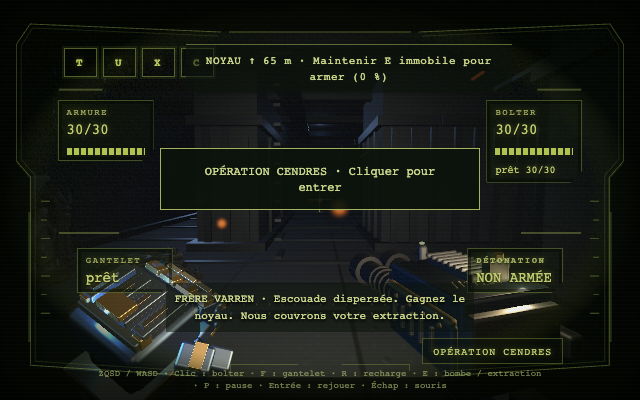 T U X C
NOYAU ↑ 65 m · Maintenir E immobile pour
armer (0 %)
ARMURE
30/30
BOLTER
30/30
prêt 30/30
OPÉRATION CENDRES · Cliquer pour
entrer
GANTELET
prêt
DÉTONATION
NON ARMÉE
FRÈRE VARREN · Escouade dispersée. Gagnez le
noyau. Nous couvrons votre extraction.
OPÉRATION CENDRES
ZQSD / WASD · Clic : bolter · F : gantelet · R : recharge · E : bombe / extraction
· P : pause · Entrée : rejouer · Échap : souris